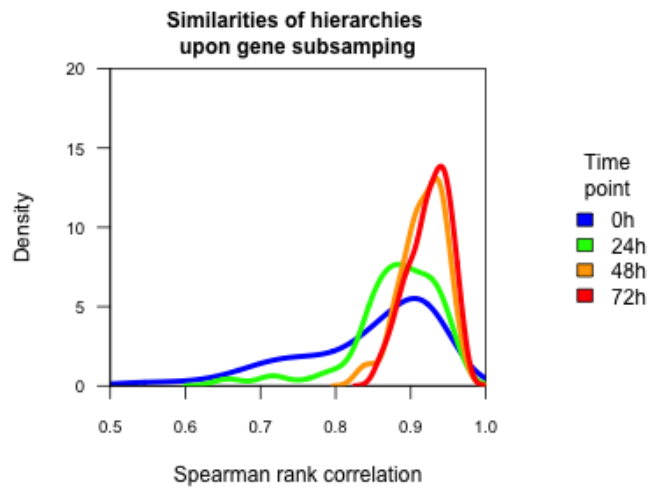 Similarities of hierarchies
upon gene subsamping
20
15
10
5
0
Density
0.5 0.6 0.7 0.8 0.9 1.0
Spearman rank correlation
Time
point
0h
24h
48h
72h